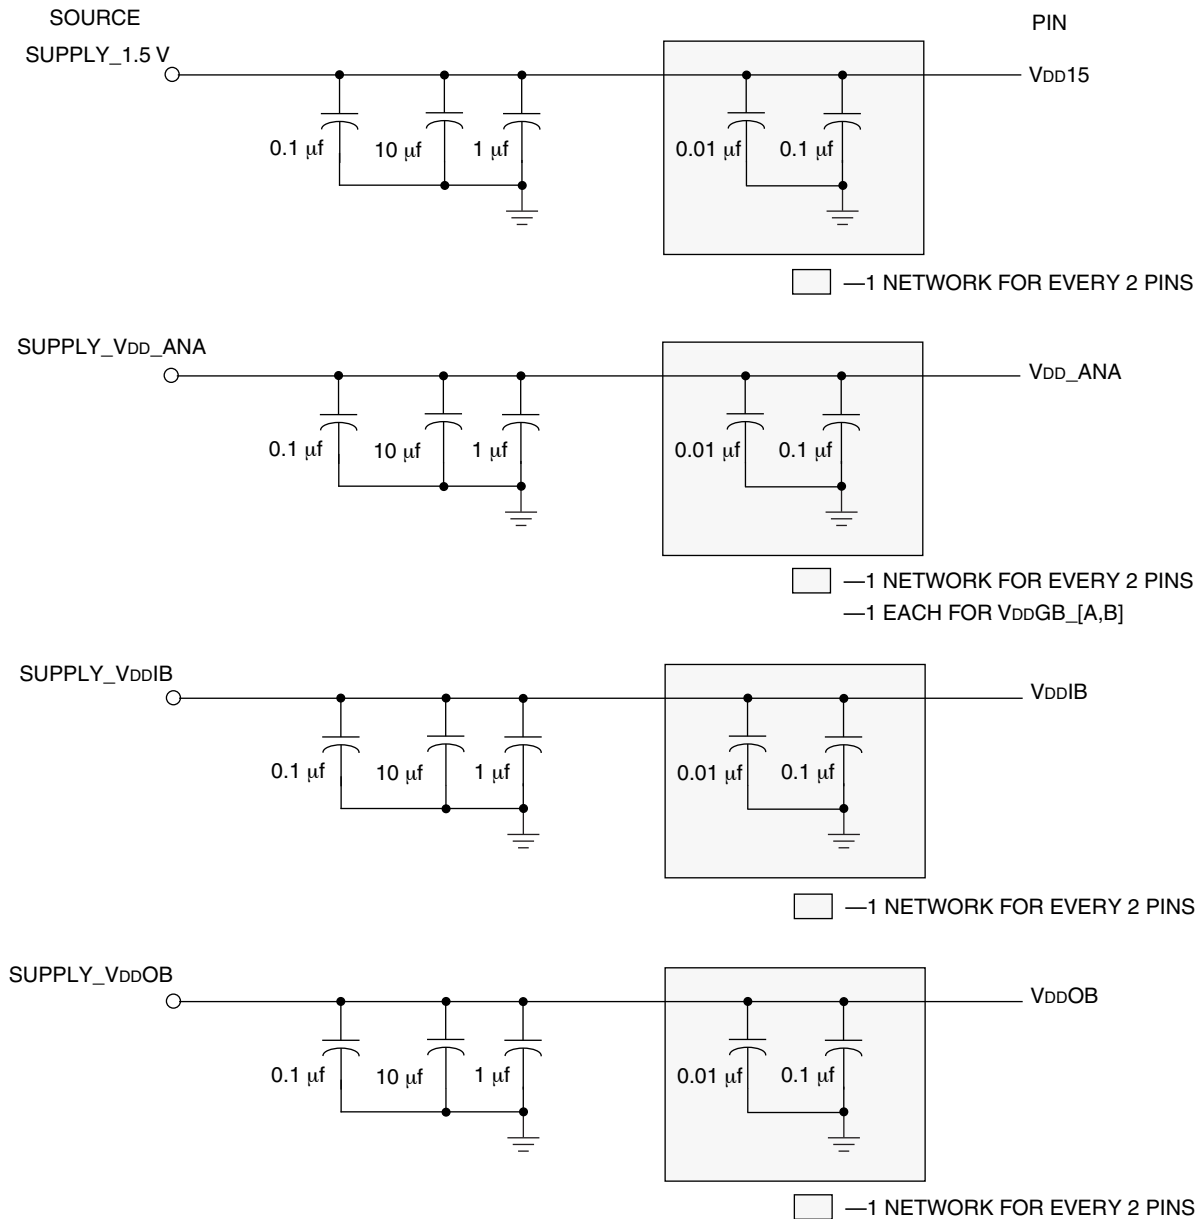 SOURCE
PIN
SUPPLY_1.5 V
VDD15
0.1 μf
10 μf
1 μf
0.01 μf
0.1 μf
—1 NETWORK FOR EVERY 2 PINS
SUPPLY_VDD_ANA
VDD_ANA
0.1 μf
10 μf
1 μf
0.01 μf
0.1 μf
—1 NETWORK FOR EVERY 2 PINS
—1 EACH FOR VDDGB_[A,B]
SUPPLY_VDDIB
VDDIB
0.1 μf
10 μf
1 μf
0.01 μf
0.1 μf
—1 NETWORK FOR EVERY 2 PINS
SUPPLY_VDDOB
VDDOB
0.1 μf
10 μf
1 μf
0.01 μf
0.1 μf
—1 NETWORK FOR EVERY 2 PINS